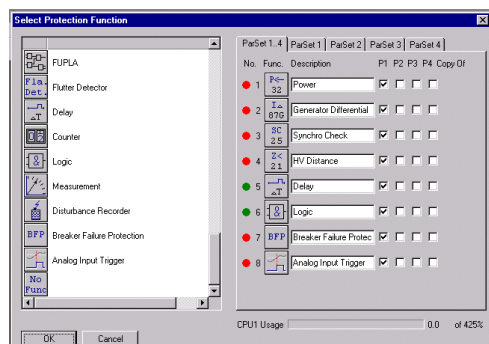 Select Protection Function
FUPLA
Fla. Det. Flutter Detector
ΔT Delay
Counter
& Logic
Measurement
Disturbance Recorder
BFP Breaker Failure Protection
Analog Input Trigger
No Func
OK Cancel
ParSet 1..4 ParSet 1 ParSet 2 ParSet 3 ParSet 4
No. Func. Description P1 P2 P3 P4 Copy Of
1 P<- 32 Power
2 IΔ 87G Generator Differential
3 SC 25 Synchro Check
4 Z< 21 HV Distance
5 ΔT Delay
6 & Logic
7 BFP Breaker Failure Protec
8 Analog Input Trigger
CPU1 Usage 0.0 of 425%